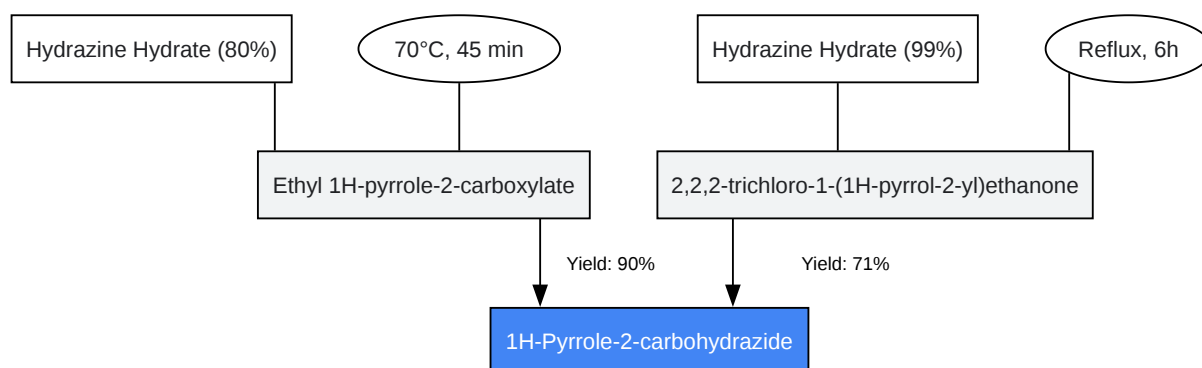 Hydrazine Hydrate (80%)
70°C, 45 min
Hydrazine Hydrate (99%)
Reflux, 6h
Ethyl 1H-pyrrole-2-carboxylate
2,2,2-trichloro-1-(1H-pyrrol-2-yl)ethanone
Yield: 90%
Yield: 71%
1H-Pyrrole-2-carbohydrazide